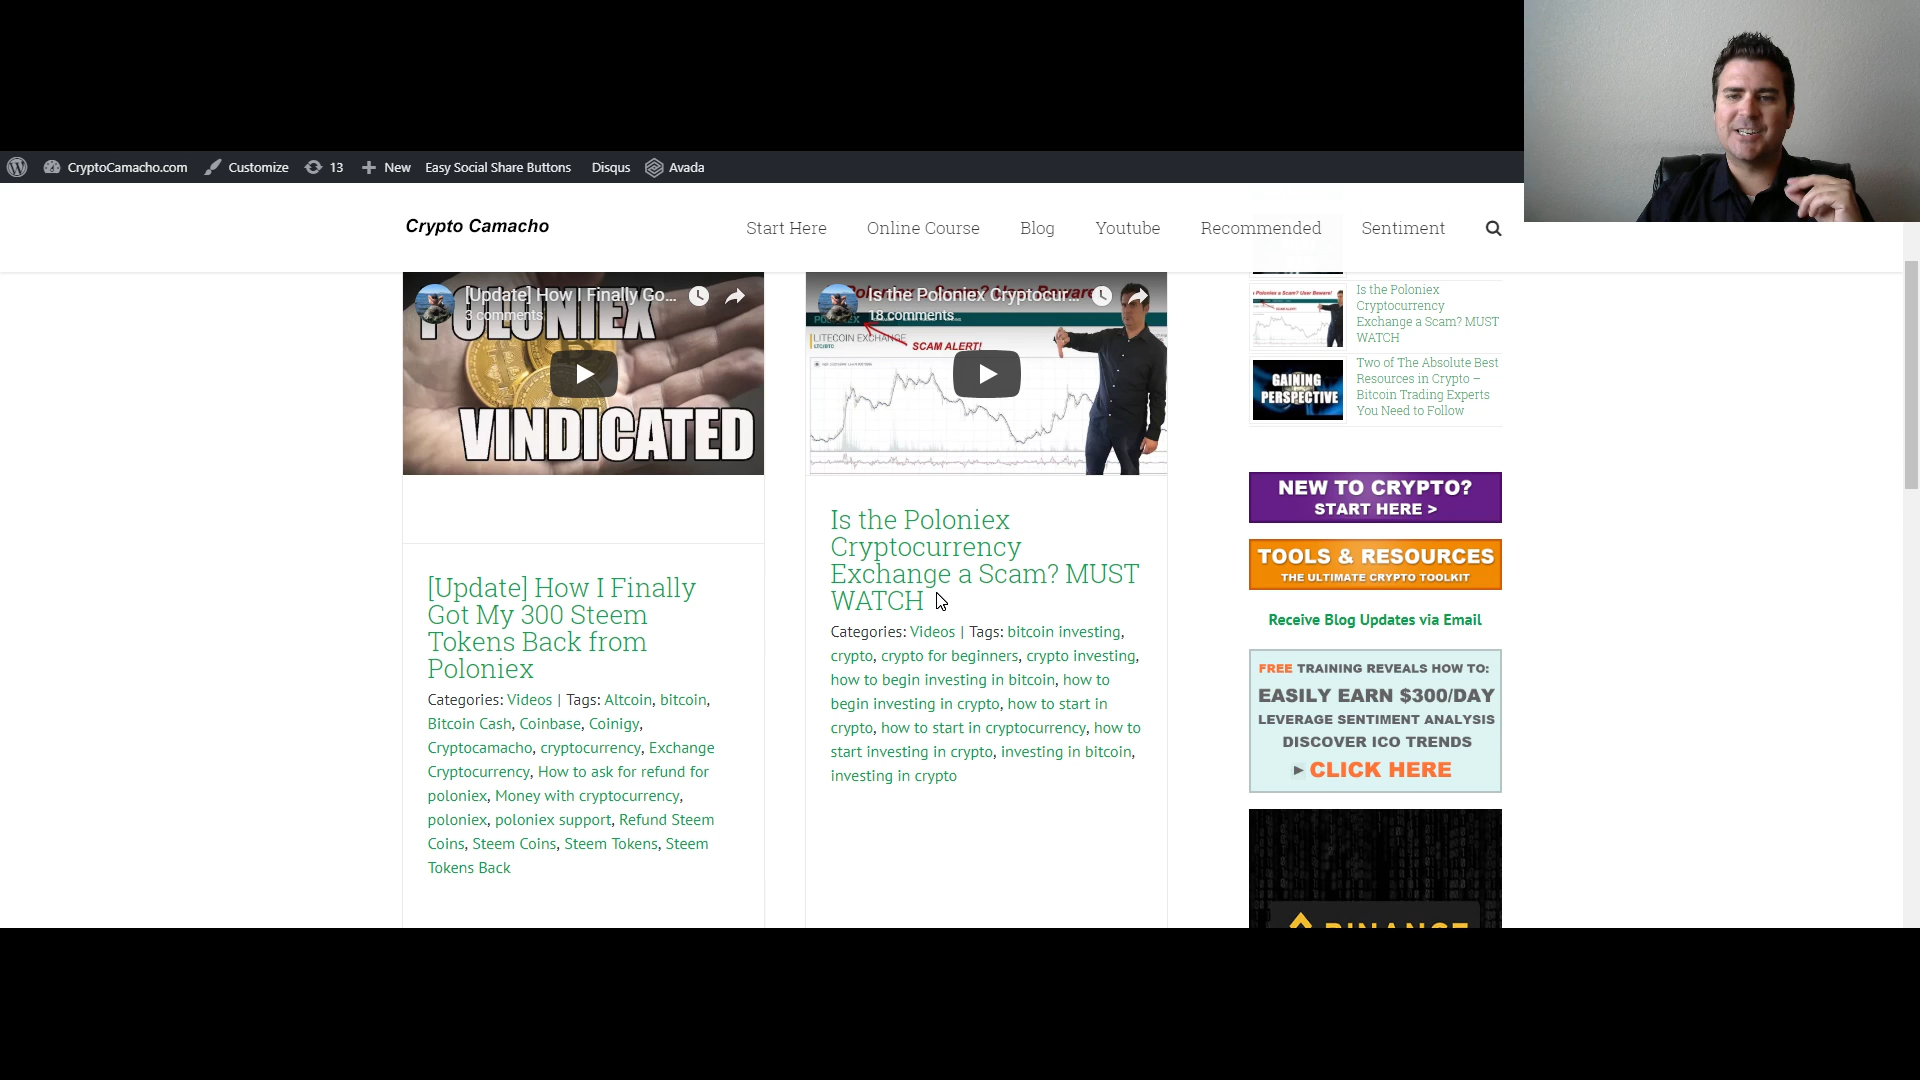 CryptoCamacho.com Customize 13 New Easy Social Share Buttons Disqus Avada
Crypto Camacho
Start Here Online Course Blog Youtube Recommended Sentiment
[Update] How I Finally Go...
3 comments
POLONIEX
VINDICATED
[Update] How I Finally
Got My 300 Steem
Tokens Back from
Poloniex
Categories: Videos | Tags: Altcoin, bitcoin,
Bitcoin Cash, Coinbase, Coinigy,
Cryptocamacho, cryptocurrency, Exchange
Cryptocurrency, How to ask for refund for
poloniex, Money with cryptocurrency,
poloniex, poloniex support, Refund Steem
Coins, Steem Coins, Steem Tokens, Steem
Tokens Back
Is the Poloniex Cryptocur...
18 comments
LITECOIN EXCHANGE
LTC/BTC
SCAM ALERT!
Is the Poloniex
Cryptocurrency
Exchange a Scam? MUST
WATCH
Categories: Videos | Tags: bitcoin investing,
crypto, crypto for beginners, crypto investing,
how to begin investing in bitcoin, how to
begin investing in crypto, how to start in
crypto, how to start in cryptocurrency, how to
start investing in crypto, investing in bitcoin,
investing in crypto
Is the Poloniex
Cryptocurrency
Exchange a Scam? MUST
WATCH
GAINING
PERSPECTIVE
Two of The Absolute Best
Resources in Crypto –
Bitcoin Trading Experts
You Need to Follow
NEW TO CRYPTO?
START HERE >
TOOLS & RESOURCES
THE ULTIMATE CRYPTO TOOLKIT
Receive Blog Updates via Email
FREE TRAINING REVEALS HOW TO:
EASILY EARN $300/DAY
LEVERAGE SENTIMENT ANALYSIS
DISCOVER ICO TRENDS
CLICK HERE
BINANCE